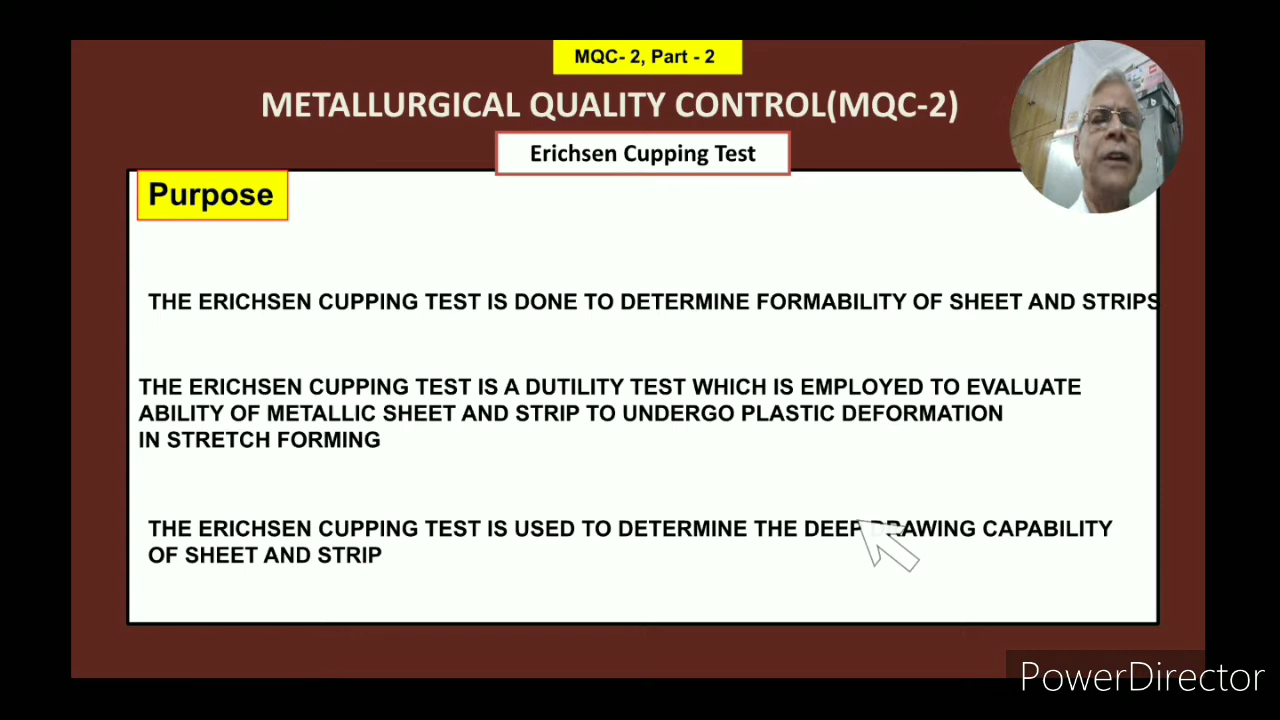 MQC- 2, Part - 2
METALLURGICAL QUALITY CONTROL(MQC-2)
Erichsen Cupping Test
Purpose
THE ERICHSEN CUPPING TEST IS DONE TO DETERMINE FORMABILITY OF SHEET AND STRIPS
THE ERICHSEN CUPPING TEST IS A DUTILITY TEST WHICH IS EMPLOYED TO EVALUATE
ABILITY OF METALLIC SHEET AND STRIP TO UNDERGO PLASTIC DEFORMATION
IN STRETCH FORMING
THE ERICHSEN CUPPING TEST IS USED TO DETERMINE THE DEEP DRAWING CAPABILITY
OF SHEET AND STRIP
PowerDirector